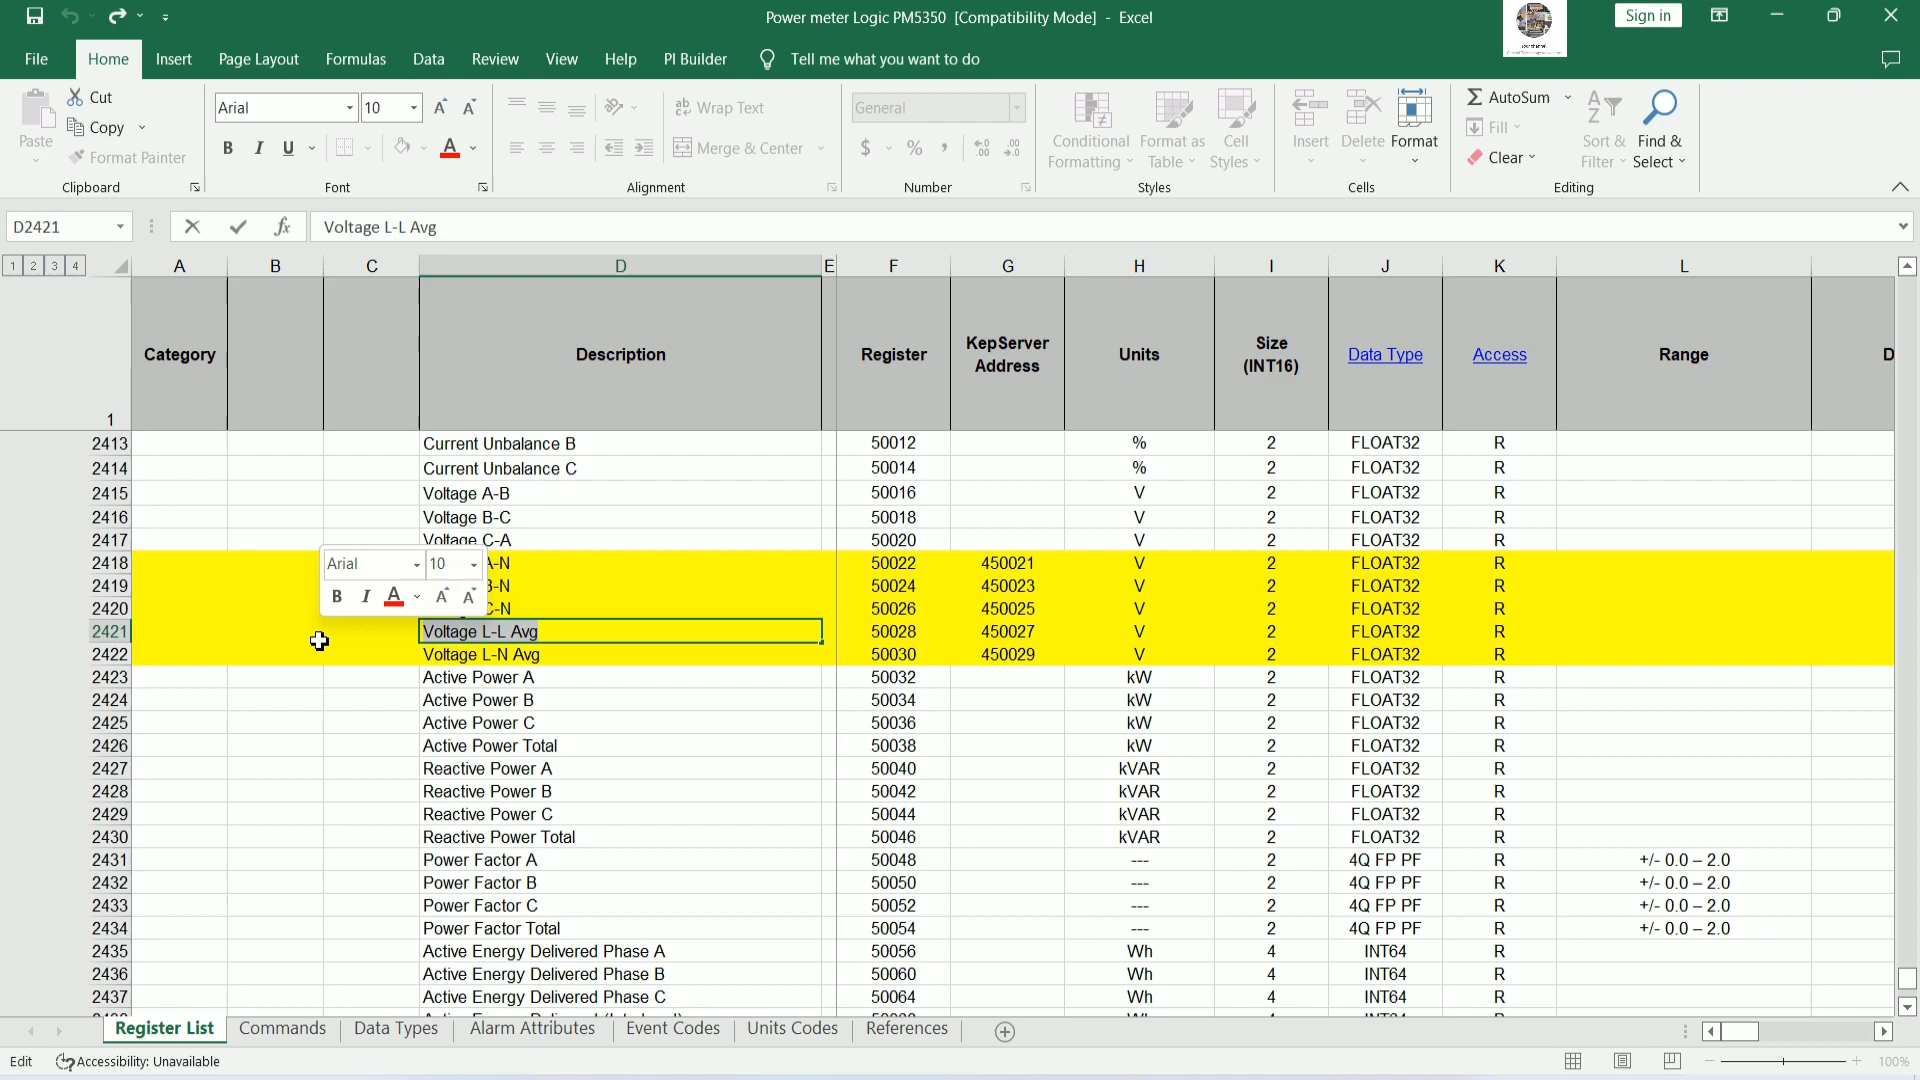 Power meter Logic PM5350 [Compatibility Mode] - Excel
Sign in
File Home Insert Page Layout Formulas Data Review View Help PI Builder Tell me what you want to do
Paste
Cut
Copy
Format Painter
Clipboard
Arial 10
B I U
Font
Wrap Text
Merge & Center
Alignment
General
$ % ,
Number
Conditional Formatting
Format as Table
Cell Styles
Styles
Insert
Delete
Format
Cells
AutoSum
Fill
Clear
Sort & Filter
Find & Select
Editing
D2421 fx Voltage L-L Avg
1 2 3 4
A B C D E F G H I J K L
1 Category Description Register KepServer Address Units Size (INT16) Data Type Access Range D
2413 Current Unbalance B 50012 % 2 FLOAT32 R
2414 Current Unbalance C 50014 % 2 FLOAT32 R
2415 Voltage A-B 50016 V 2 FLOAT32 R
2416 Voltage B-C 50018 V 2 FLOAT32 R
2417 Voltage C-A 50020 V 2 FLOAT32 R
2418 A-N 50022 450021 V 2 FLOAT32 R
2419 B-N 50024 450023 V 2 FLOAT32 R
2420 C-N 50026 450025 V 2 FLOAT32 R
2421 Voltage L-L Avg 50028 450027 V 2 FLOAT32 R
2422 Voltage L-N Avg 50030 450029 V 2 FLOAT32 R
2423 Active Power A 50032 kW 2 FLOAT32 R
2424 Active Power B 50034 kW 2 FLOAT32 R
2425 Active Power C 50036 kW 2 FLOAT32 R
2426 Active Power Total 50038 kW 2 FLOAT32 R
2427 Reactive Power A 50040 kVAR 2 FLOAT32 R
2428 Reactive Power B 50042 kVAR 2 FLOAT32 R
2429 Reactive Power C 50044 kVAR 2 FLOAT32 R
2430 Reactive Power Total 50046 kVAR 2 FLOAT32 R
2431 Power Factor A 50048 --- 2 4Q FP PF R +/- 0.0 – 2.0
2432 Power Factor B 50050 --- 2 4Q FP PF R +/- 0.0 – 2.0
2433 Power Factor C 50052 --- 2 4Q FP PF R +/- 0.0 – 2.0
2434 Power Factor Total 50054 --- 2 4Q FP PF R +/- 0.0 – 2.0
2435 Active Energy Delivered Phase A 50056 Wh 4 INT64 R
2436 Active Energy Delivered Phase B 50060 Wh 4 INT64 R
2437 Active Energy Delivered Phase C 50064 Wh 4 INT64 R
Arial 10
B I A
Register List Commands Data Types Alarm Attributes Event Codes Units Codes References
Edit Accessibility: Unavailable 100%